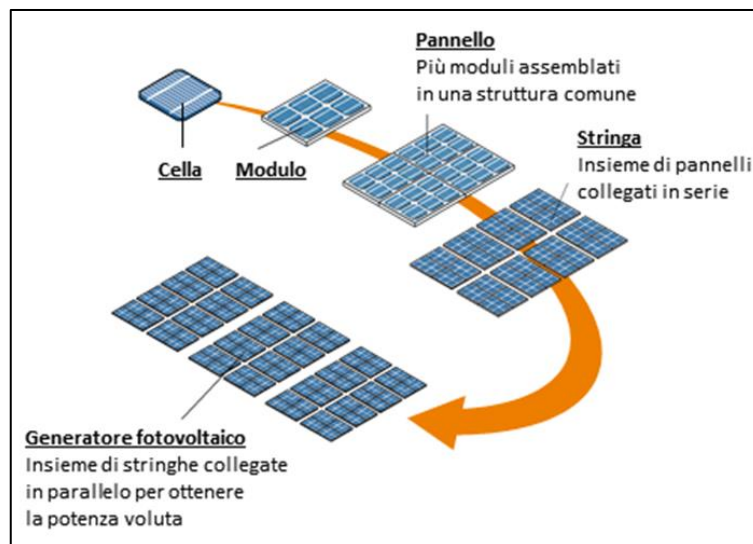 Pannello
Più moduli assemblati
in una struttura comune
Stringa
Insieme di pannelli
collegati in serie
Cella
Modulo
Generatore fotovoltaico
Insieme di stringhe collegate
in parallelo per ottenere
la potenza voluta